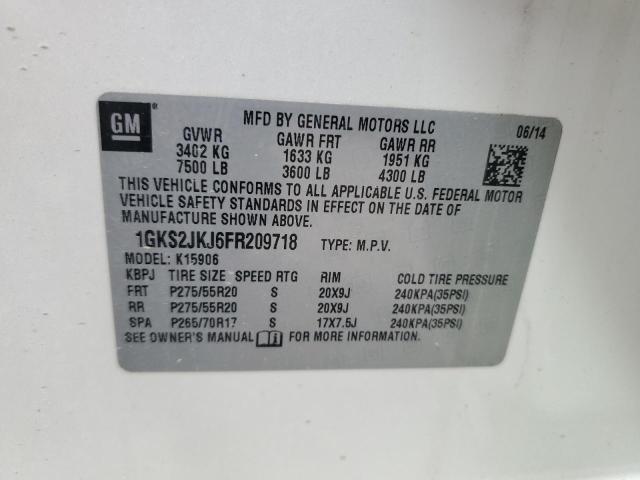 GM®
MFD BY GENERAL MOTORS LLC 06/14
GVWR GAWR FRT GAWR RR
3402 KG 1633 KG 1951 KG
7500 LB 3600 LB 4300 LB
THIS VEHICLE CONFORMS TO ALL APPLICABLE U.S. FEDERAL MOTOR
VEHICLE SAFETY STANDARDS IN EFFECT ON THE DATE OF
MANUFACTURE SHOWN ABOVE.
1GKS2JKJ6FR209718 TYPE: M.P.V.
MODEL: K15906
KBPJ TIRE SIZE SPEED RTG RIM COLD TIRE PRESSURE
FRT P275/55R20 S 20X9J 240KPA(35PSI)
RR P275/55R20 S 20X9J 240KPA(35PSI)
SPA P265/70R17 S 17X7.5J 240KPA(35PSI)
SEE OWNER'S MANUAL FOR MORE INFORMATION.